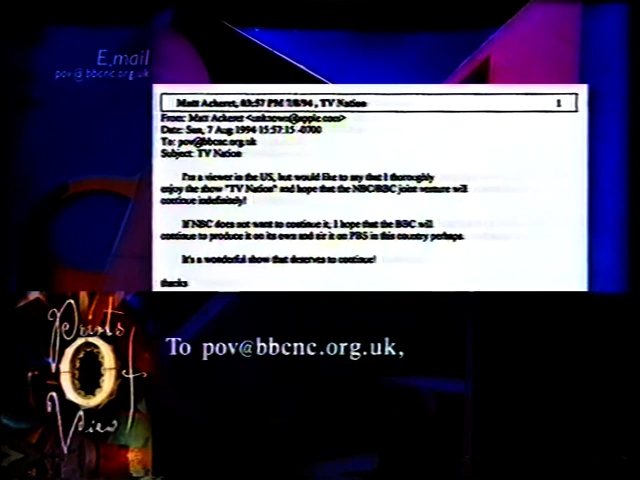 E.mail
pov@bbcnc.org.uk
Matt Acheret, 03:57 PM 7/8/94 , TV Nation 1
From: Matt Acheret <unknown@apple.com>
Date: Sun, 7 Aug 1994 15:57:15 -0700
To: pov@bbcnc.org.uk
Subject: TV Nation
I'm a viewer in the US, but would like to say that I thoroughly
enjoy the show "TV Nation" and hope that the NBC/BBC joint venture will
continue indefinitely!
If NBC does not want to continue it, I hope that the BBC will
continue to produce it on its own and air it on PBS in this country perhaps.
It's a wonderful show that deserves to continue!
thanks
Points
Of
View
To pov@bbcnc.org.uk,